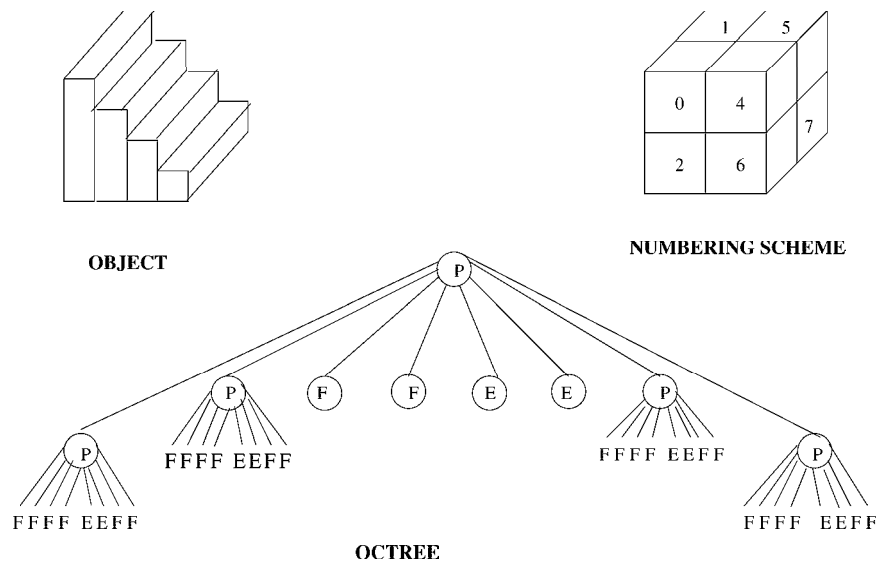 1 5
0 4
7
2 6
OBJECT
NUMBERING SCHEME
P
P F F E E P
P FFFF EEFF FFFF EEFF P
FFFF EEFF FFFF EEFF
OCTREE